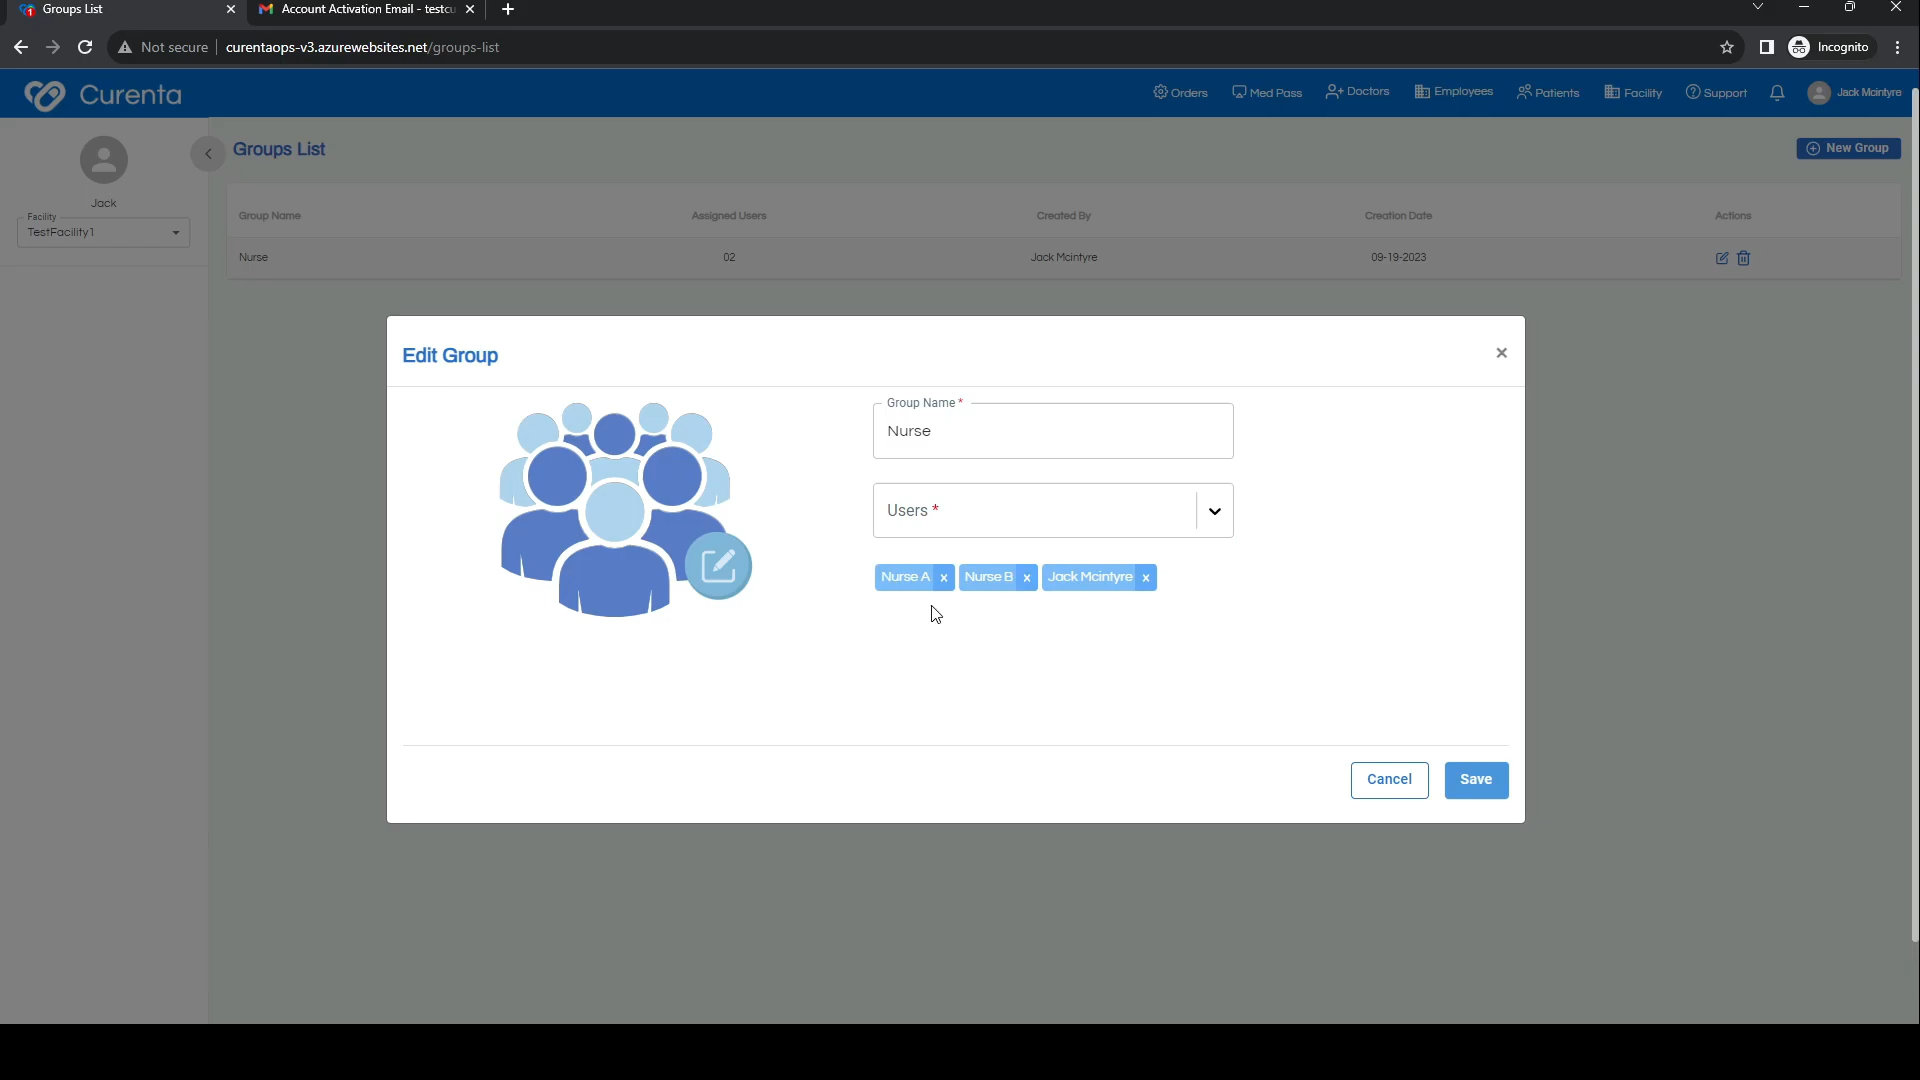 Groups List
Account Activation Email - testcu
Not secure
curentaops-v3.azurewebsites.net/groups-list
Incognito
Curenta
Orders
Med Pass
Doctors
Employees
Patients
Facility
Support
Jack Mcintyre
Jack
Facility
TestFacility1
Groups List
New Group
Group Name
Assigned Users
Created By
Creation Date
Actions
Nurse
02
Jack Mcintyre
09-19-2023
Edit Group
Group Name *
Nurse
Users *
Nurse A
Nurse B
Jack Mcintyre
Cancel
Save